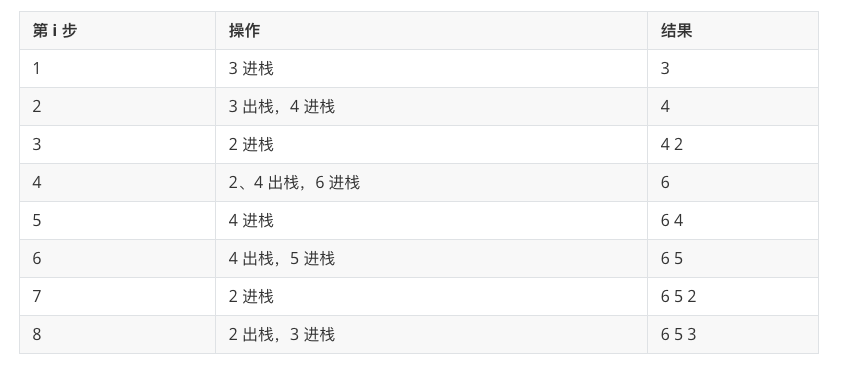 第 i 步 操作 结果
1 3 进栈 3
2 3 出栈，4 进栈 4
3 2 进栈 4 2
4 2、4 出栈，6 进栈 6
5 4 进栈 6 4
6 4 出栈，5 进栈 6 5
7 2 进栈 6 5 2
8 2 出栈，3 进栈 6 5 3